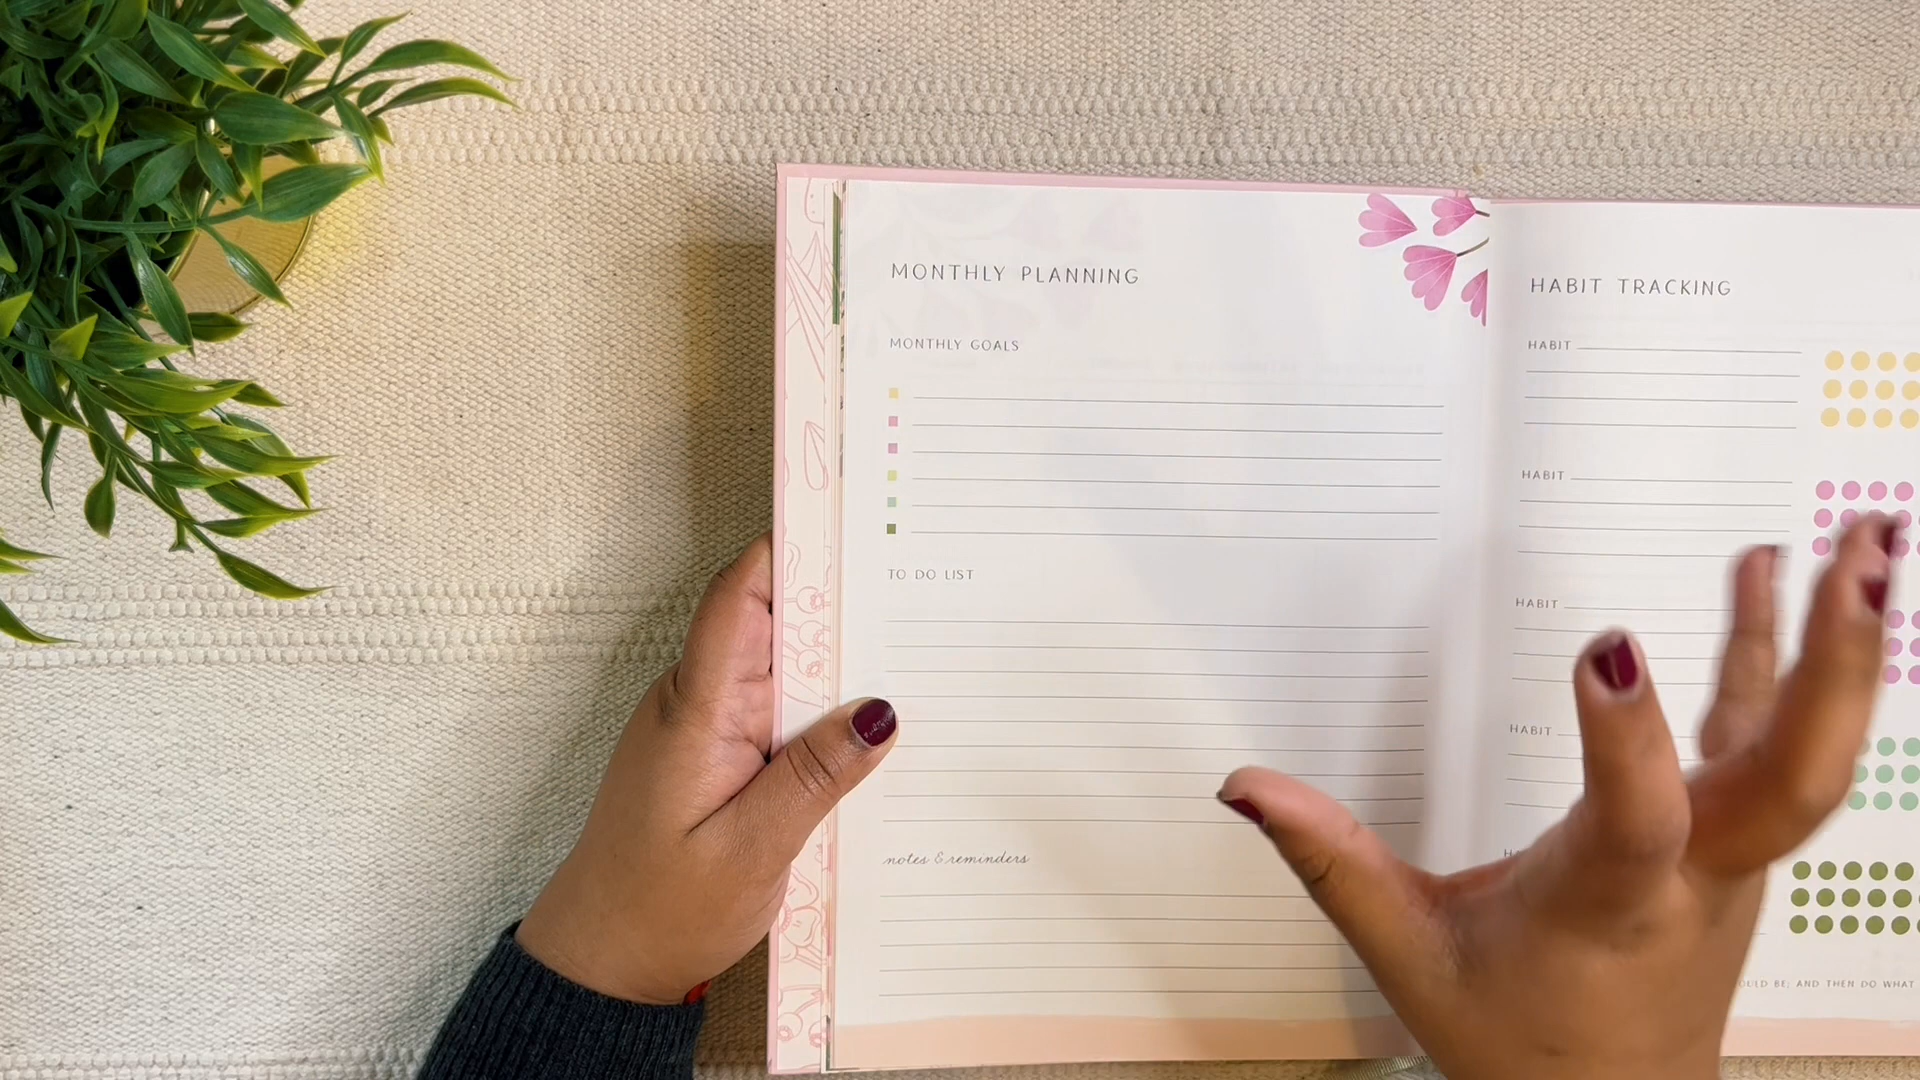 MONTHLY PLANNING
MONTHLY GOALS
TO DO LIST
notes & reminders
HABIT TRACKING
HABIT
HABIT
HABIT
HABIT
BE; AND THEN DO WHAT